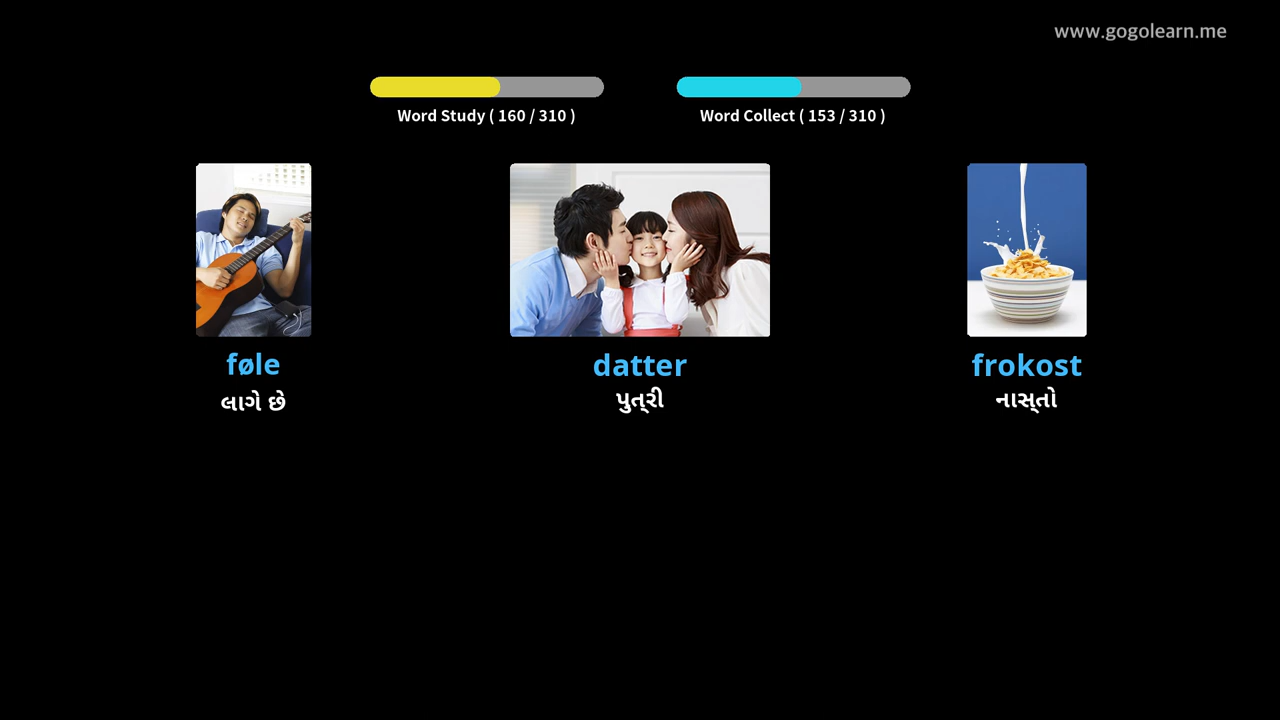 www.gogolearn.me
Word Study ( 160 / 310 )
Word Collect ( 153 / 310 )
føle
datter
frokost
લાગે છે
પુત્‌રી
નાસ્‌તો